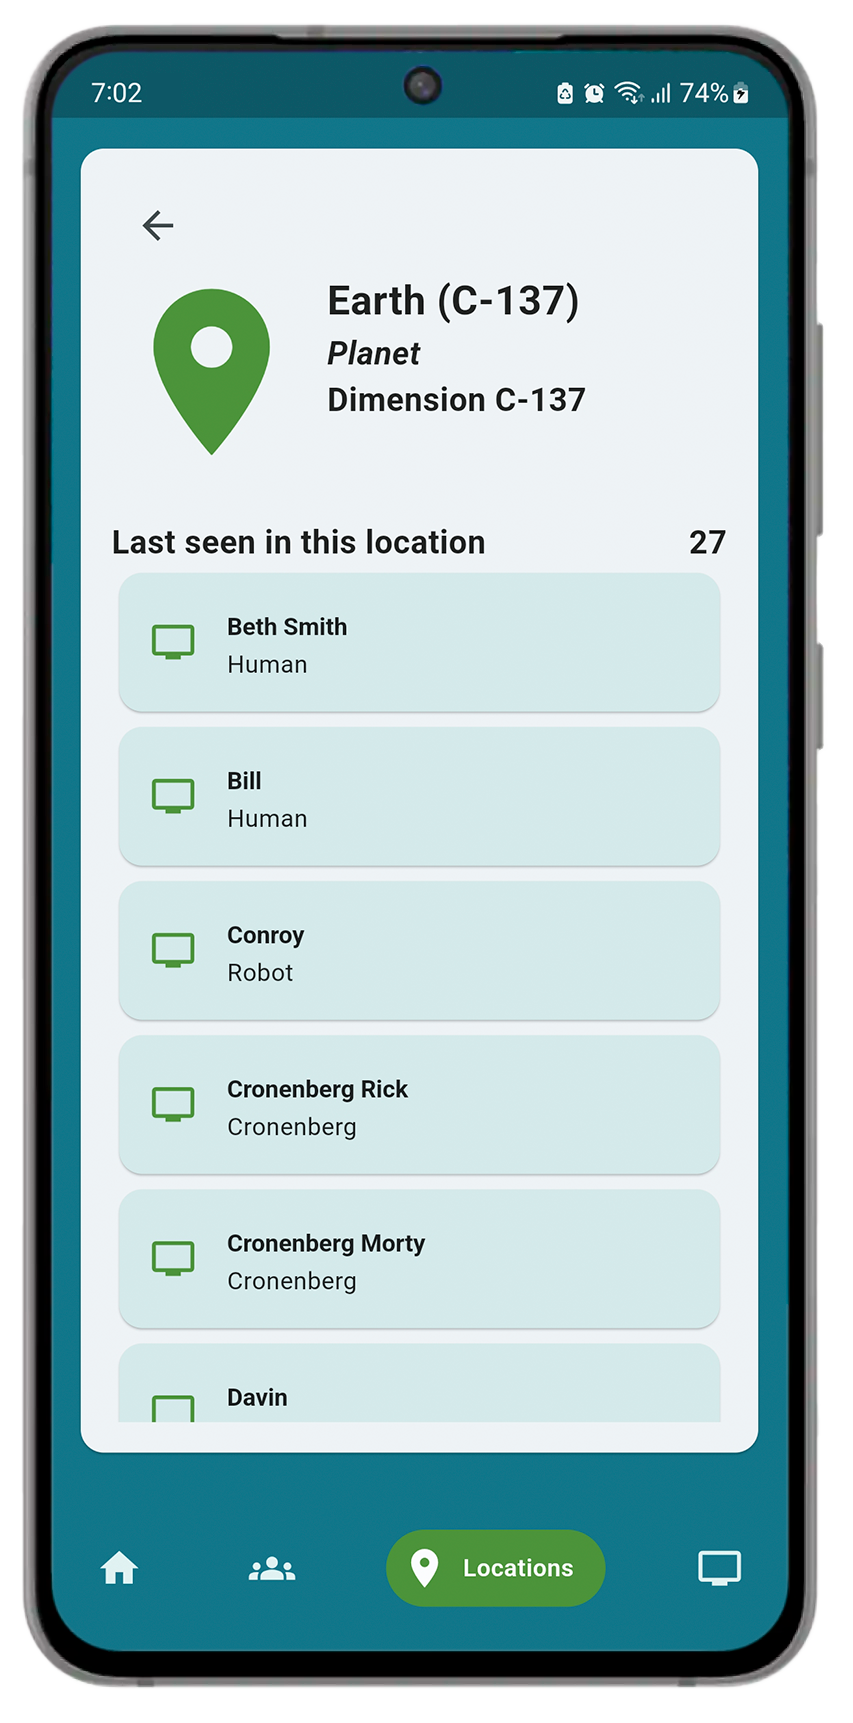 7:02
74%
Earth (C-137)
Planet
Dimension C-137
Last seen in this location 27
Beth Smith
Human
Bill
Human
Conroy
Robot
Cronenberg Rick
Cronenberg
Cronenberg Morty
Cronenberg
Davin
Locations